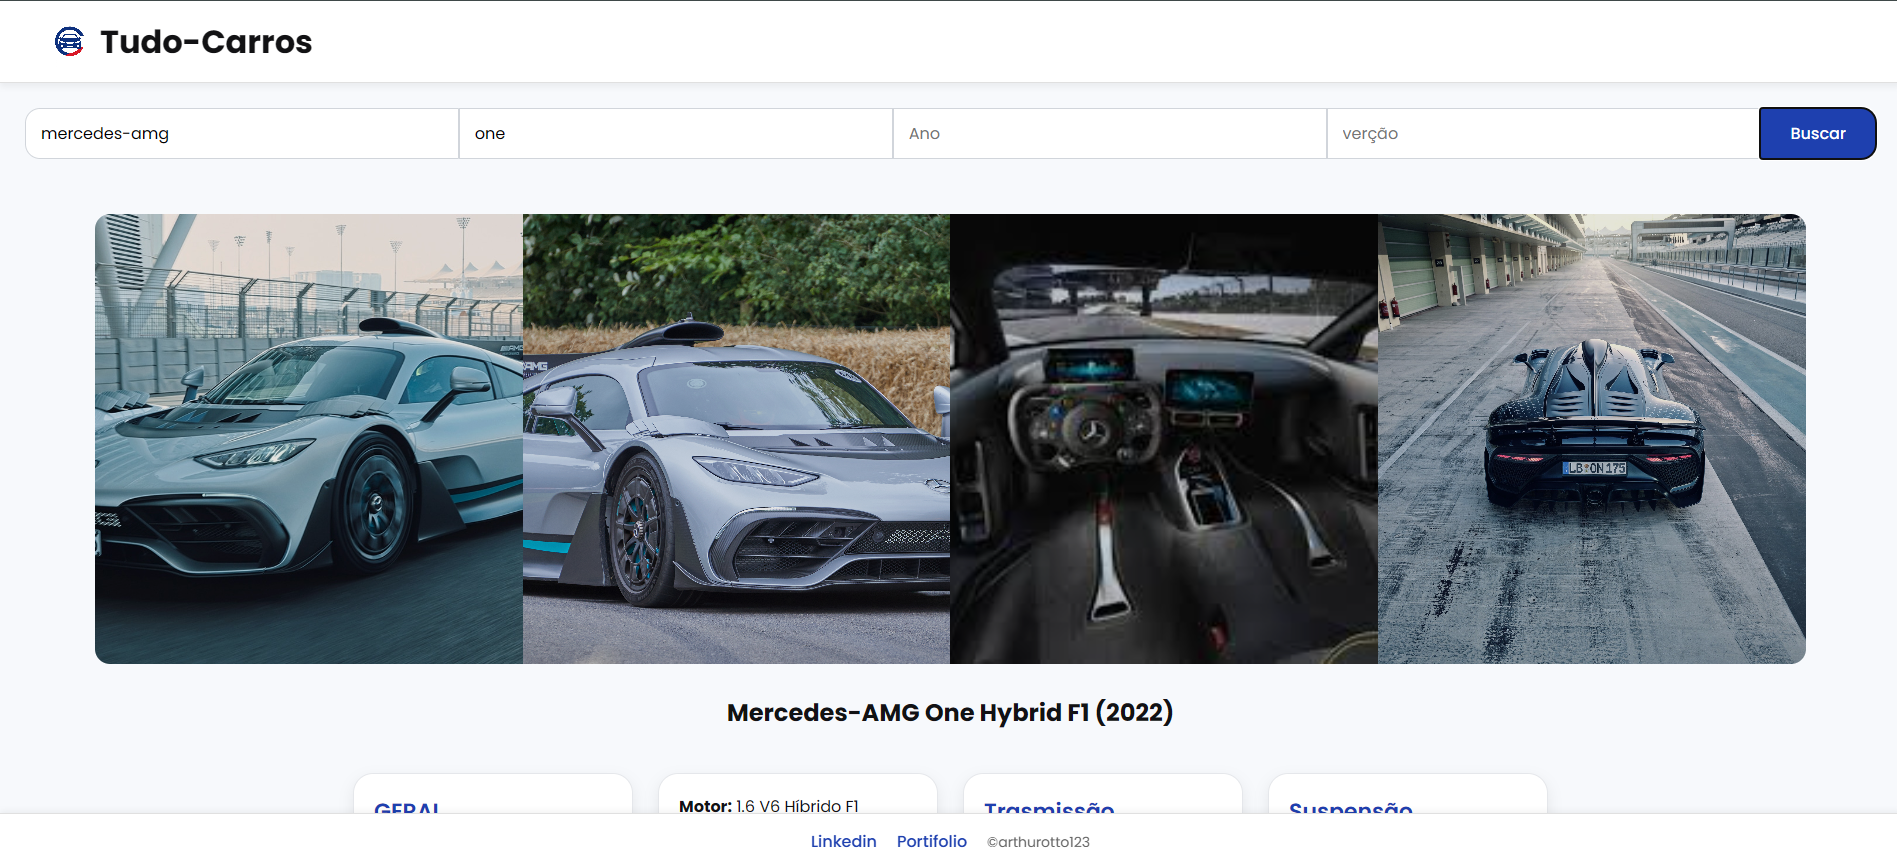 Tudo-Carros
mercedes-amg one Ano verção Buscar
AMG
LB ON 175
Mercedes-AMG One Hybrid F1 (2022)
GERAL Motor: 1.6 V6 Híbrido F1 Trasmissão Suspensão
Linkedin Portifolio ©arthurotto123